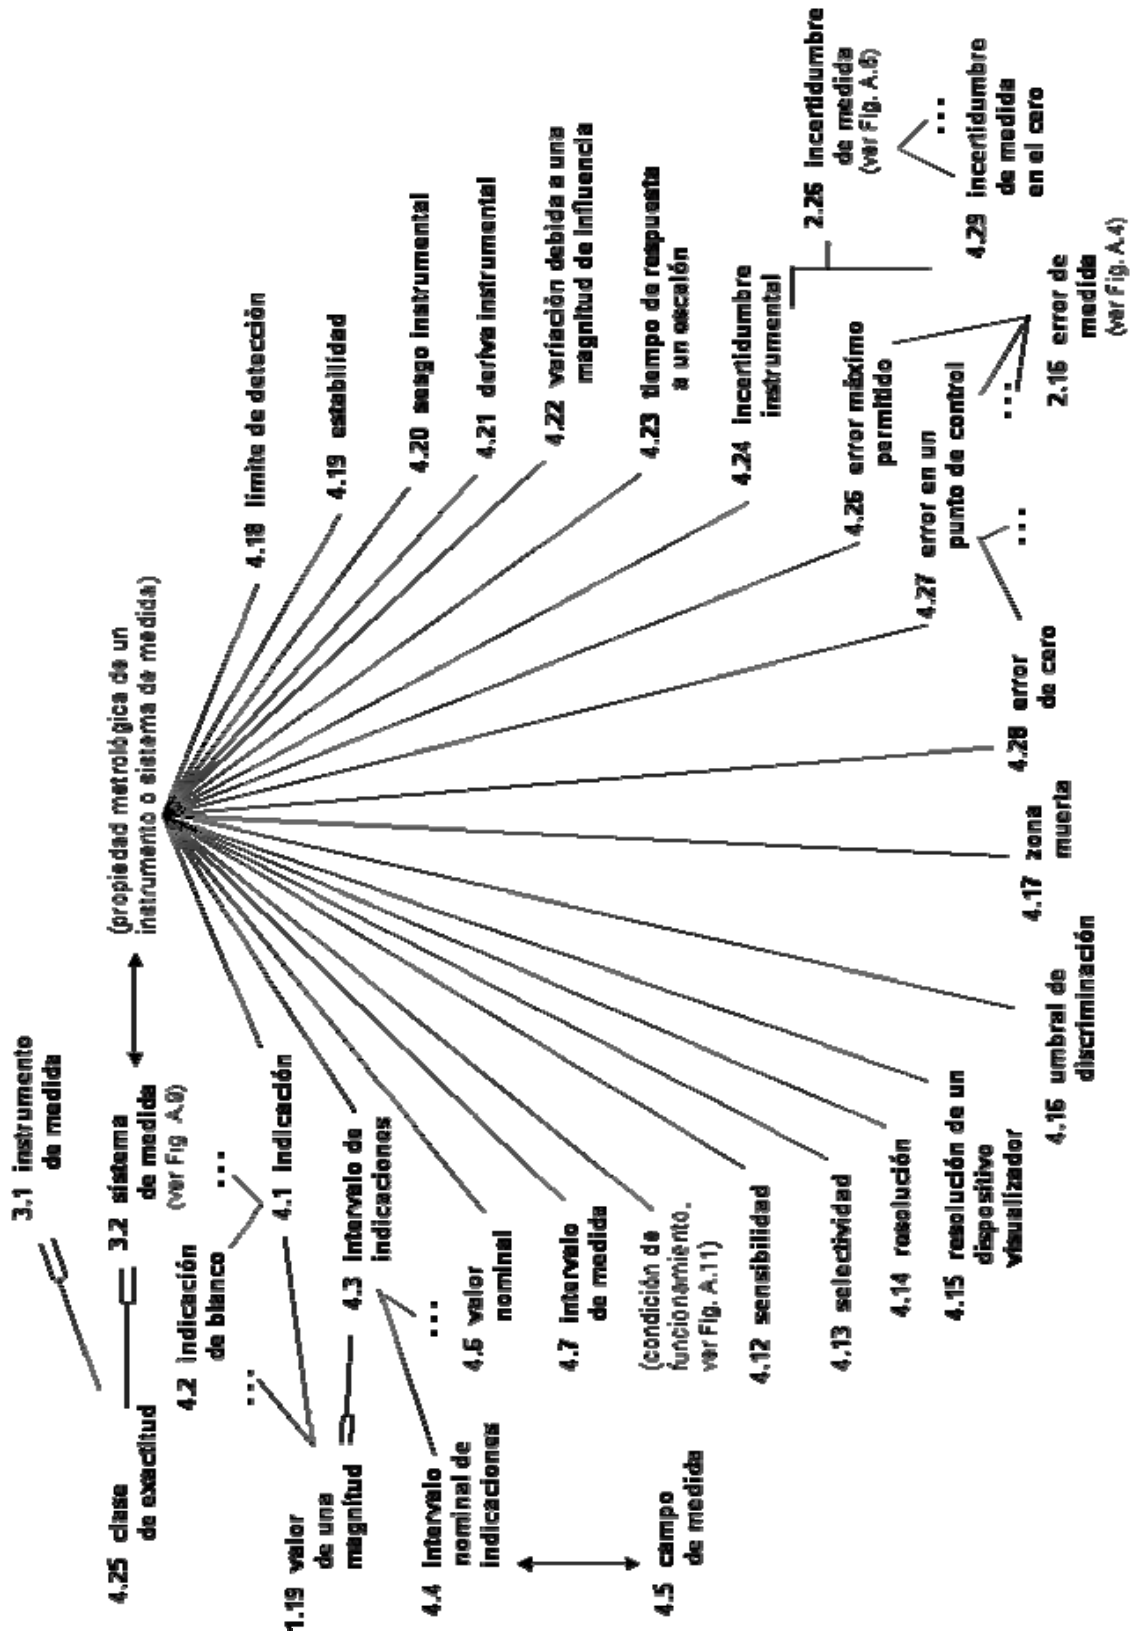 3.1 instrumento
de medida
4.25 clase
de exactitud
3.2 sistema
de medida
(ver Fig. A.9)
(propiedad metrológica de un
instrumento o sistema de medida)
4.2 indicación
de blanco
...
...
4.1 indicación
1.19 valor
de una
magnitud
4.3 intervalo de
indicaciones
...
4.4 intervalo
nominal de
indicaciones
4.5 campo
de medida
4.6 valor
nominal
4.7 intervalo
de medida
(condición de
funcionamiento,
ver Fig. A.11)
4.12 sensibilidad
4.13 selectividad
4.14 resolución
4.15 resolución de un
dispositivo
visualizador
4.16 umbral de
discriminación
4.17 zona
muerta
4.28 error
de cero
...
4.27 error en un
punto de control
...
4.26 error máximo
permitido
2.16 error de
medida
(ver Fig. A.4)
4.24 incertidumbre
instrumental
2.26 incertidumbre
de medida
(ver Fig. A.6)
...
4.29 incertidumbre
de medida
en el cero
4.23 tiempo de respuesta
a un escalón
4.22 variación debida a una
magnitud de influencia
4.21 deriva instrumental
4.20 sesgo instrumental
4.19 estabilidad
4.18 límite de detección